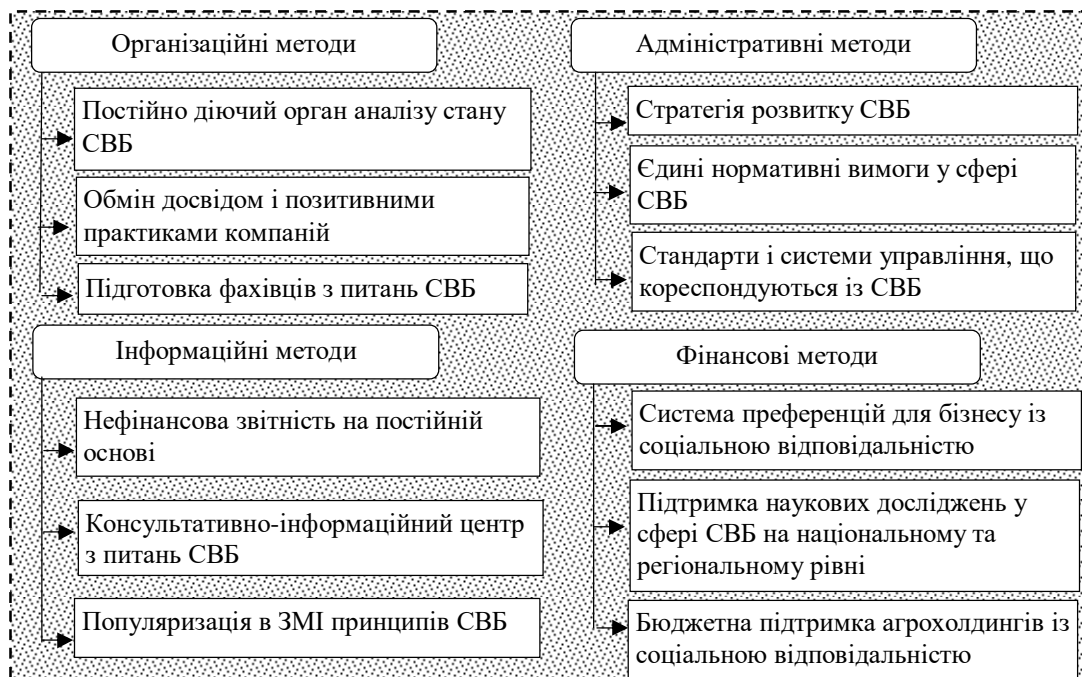 Організаційні методи
Постійно діючий орган аналізу стану
СВБ
Обмін досвідом і позитивними
практиками компаній
Підготовка фахівців з питань СВБ
Адміністративні методи
Стратегія розвитку СВБ
Єдині нормативні вимоги у сфері
СВБ
Стандарти і системи управління, що
кореспондуються із СВБ
Інформаційні методи
Нефінансова звітність на постійній
основі
Консультативно-інформаційний центр
з питань СВБ
Популяризація в ЗМІ принципів СВБ
Фінансові методи
Система преференцій для бізнесу із
соціальною відповідальністю
Підтримка наукових досліджень у
сфері СВБ на національному та
регіональному рівні
Бюджетна підтримка агрохолдингів із
соціальною відповідальністю